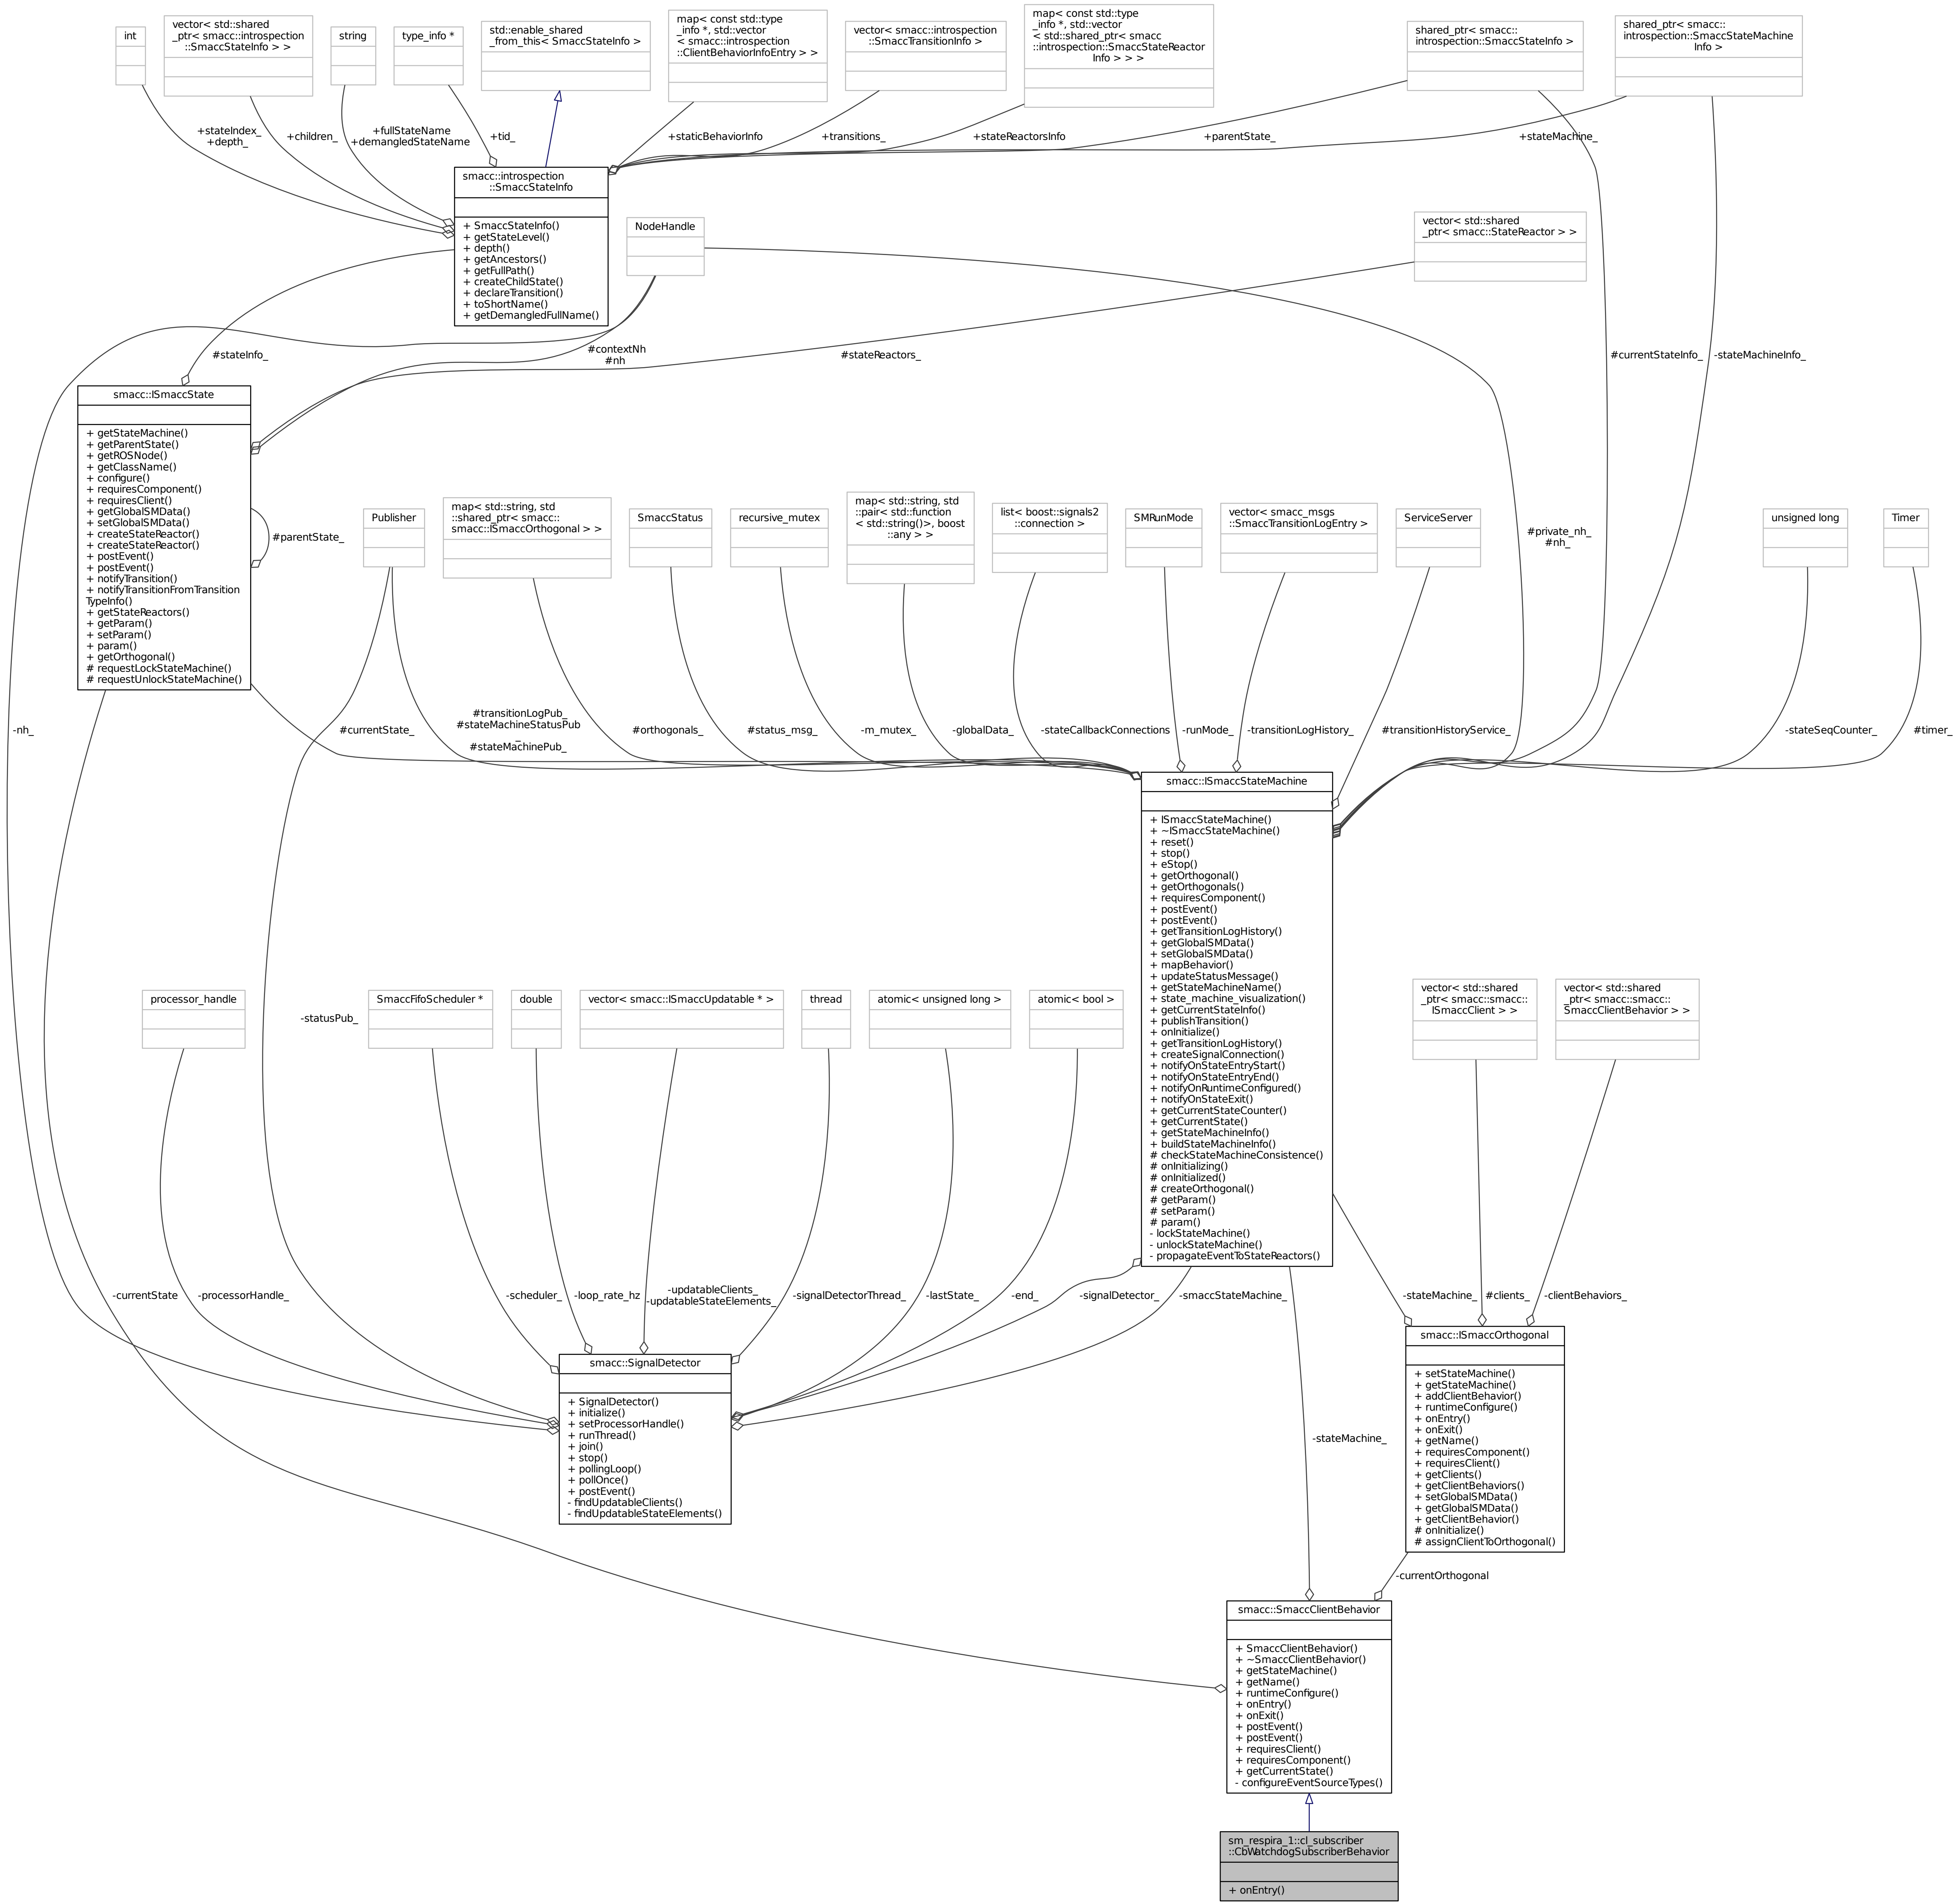 int
vector< std::shared
_ptr< smacc::introspection
::SmaccStateInfo > >
string
type_info *
std::enable_shared
_from_this< SmaccStateInfo >
map< const std::type
_info *, std::vector
< smacc::introspection
::ClientBehaviorInfoEntry > >
vector< smacc::introspection
::SmaccTransitionInfo >
map< const std::type
_info *, std::vector
< std::shared_ptr< smacc
::introspection::SmaccStateReactor
Info > > >
shared_ptr< smacc::
introspection::SmaccStateInfo >
shared_ptr< smacc::
introspection::SmaccStateMachine
Info >
+stateIndex_
+depth_
+children_
+fullStateName
+demangledStateName
+tid_
+staticBehaviorInfo
+transitions_
+stateReactorsInfo
+parentState_
+stateMachine_
smacc::introspection
::SmaccStateInfo
+ SmaccStateInfo()
+ getStateLevel()
+ depth()
+ getAncestors()
+ getFullPath()
+ createChildState()
+ declareTransition()
+ toShortName()
+ getDemangledFullName()
NodeHandle
vector< std::shared
_ptr< smacc::StateReactor > >
#stateInfo_
#contextNh
#nh
#stateReactors_
#currentStateInfo_
-stateMachineInfo_
smacc::ISmaccState
+ getStateMachine()
+ getParentState()
+ getROSNode()
+ getClassName()
+ configure()
+ requiresComponent()
+ requiresClient()
+ getGlobalSMData()
+ setGlobalSMData()
+ createStateReactor()
+ createStateReactor()
+ postEvent()
+ postEvent()
+ notifyTransition()
+ notifyTransitionFromTransition
TypeInfo()
+ getStateReactors()
+ getParam()
+ setParam()
+ param()
+ getOrthogonal()
# requestLockStateMachine()
# requestUnlockStateMachine()
#parentState_
Publisher
map< std::string, std
::shared_ptr< smacc::
smacc::ISmaccOrthogonal > >
SmaccStatus
recursive_mutex
map< std::string, std
::pair< std::function
< std::string()>, boost
::any > >
list< boost::signals2
::connection >
SMRunMode
vector< smacc_msgs
::SmaccTransitionLogEntry >
ServiceServer
#private_nh_
#nh_
unsigned long
Timer
-nh_
#currentState_
#transitionLogPub_
#stateMachineStatusPub
_
#stateMachinePub_
#orthogonals_
#status_msg_
-m_mutex_
-globalData_
-stateCallbackConnections
-runMode_
-transitionLogHistory_
#transitionHistoryService_
-stateSeqCounter_
#timer_
smacc::ISmaccStateMachine
+ ISmaccStateMachine()
+ ~ISmaccStateMachine()
+ reset()
+ stop()
+ eStop()
+ getOrthogonal()
+ getOrthogonals()
+ requiresComponent()
+ postEvent()
+ postEvent()
+ getTransitionLogHistory()
+ getGlobalSMData()
+ setGlobalSMData()
+ mapBehavior()
+ updateStatusMessage()
+ getStateMachineName()
+ state_machine_visualization()
+ getCurrentStateInfo()
+ publishTransition()
+ onInitialize()
+ getTransitionLogHistory()
+ createSignalConnection()
+ notifyOnStateEntryStart()
+ notifyOnStateEntryEnd()
+ notifyOnRuntimeConfigured()
+ notifyOnStateExit()
+ getCurrentStateCounter()
+ getCurrentState()
+ getStateMachineInfo()
+ buildStateMachineInfo()
# checkStateMachineConsistence()
# onInitializing()
# onInitialized()
# createOrthogonal()
# getParam()
# setParam()
# param()
- lockStateMachine()
- unlockStateMachine()
- propagateEventToStateReactors()
processor_handle
-statusPub_
SmaccFifoScheduler *
double
vector< smacc::ISmaccUpdatable * >
thread
atomic< unsigned long >
atomic< bool >
vector< std::shared
_ptr< smacc::smacc::
ISmaccClient > >
vector< std::shared
_ptr< smacc::smacc::
SmaccClientBehavior > >
-currentState
-processorHandle_
-scheduler_
-loop_rate_hz
-updatableClients_
-updatableStateElements_
-signalDetectorThread_
-lastState_
-end_
-signalDetector_
-smaccStateMachine_
-stateMachine_
#clients_
-clientBehaviors_
smacc::SignalDetector
+ SignalDetector()
+ initialize()
+ setProcessorHandle()
+ runThread()
+ join()
+ stop()
+ pollingLoop()
+ pollOnce()
+ postEvent()
- findUpdatableClients()
- findUpdatableStateElements()
smacc::ISmaccOrthogonal
+ setStateMachine()
+ getStateMachine()
+ addClientBehavior()
+ runtimeConfigure()
+ onEntry()
+ onExit()
+ getName()
+ requiresComponent()
+ requiresClient()
+ getClients()
+ getClientBehaviors()
+ setGlobalSMData()
+ getGlobalSMData()
+ getClientBehavior()
# onInitialize()
# assignClientToOrthogonal()
-stateMachine_
-currentOrthogonal
smacc::SmaccClientBehavior
+ SmaccClientBehavior()
+ ~SmaccClientBehavior()
+ getStateMachine()
+ getName()
+ runtimeConfigure()
+ onEntry()
+ onExit()
+ postEvent()
+ postEvent()
+ requiresClient()
+ requiresComponent()
+ getCurrentState()
- configureEventSourceTypes()
sm_respira_1::cl_subscriber
::CbWatchdogSubscriberBehavior
+ onEntry()